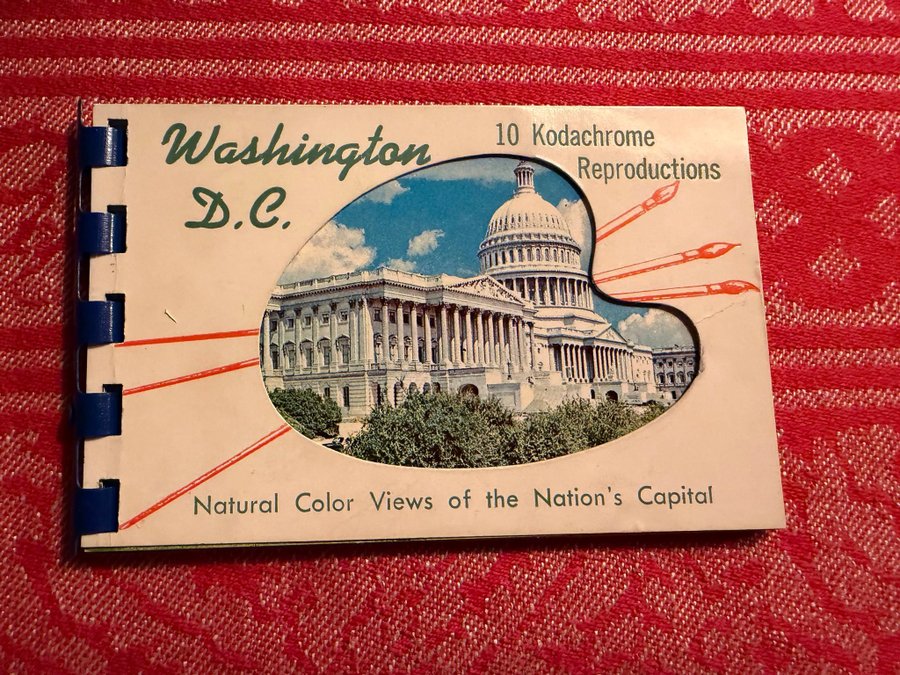 Washington
D.C.
10 Kodachrome
Reproductions
Natural Color Views of the Nation's Capital